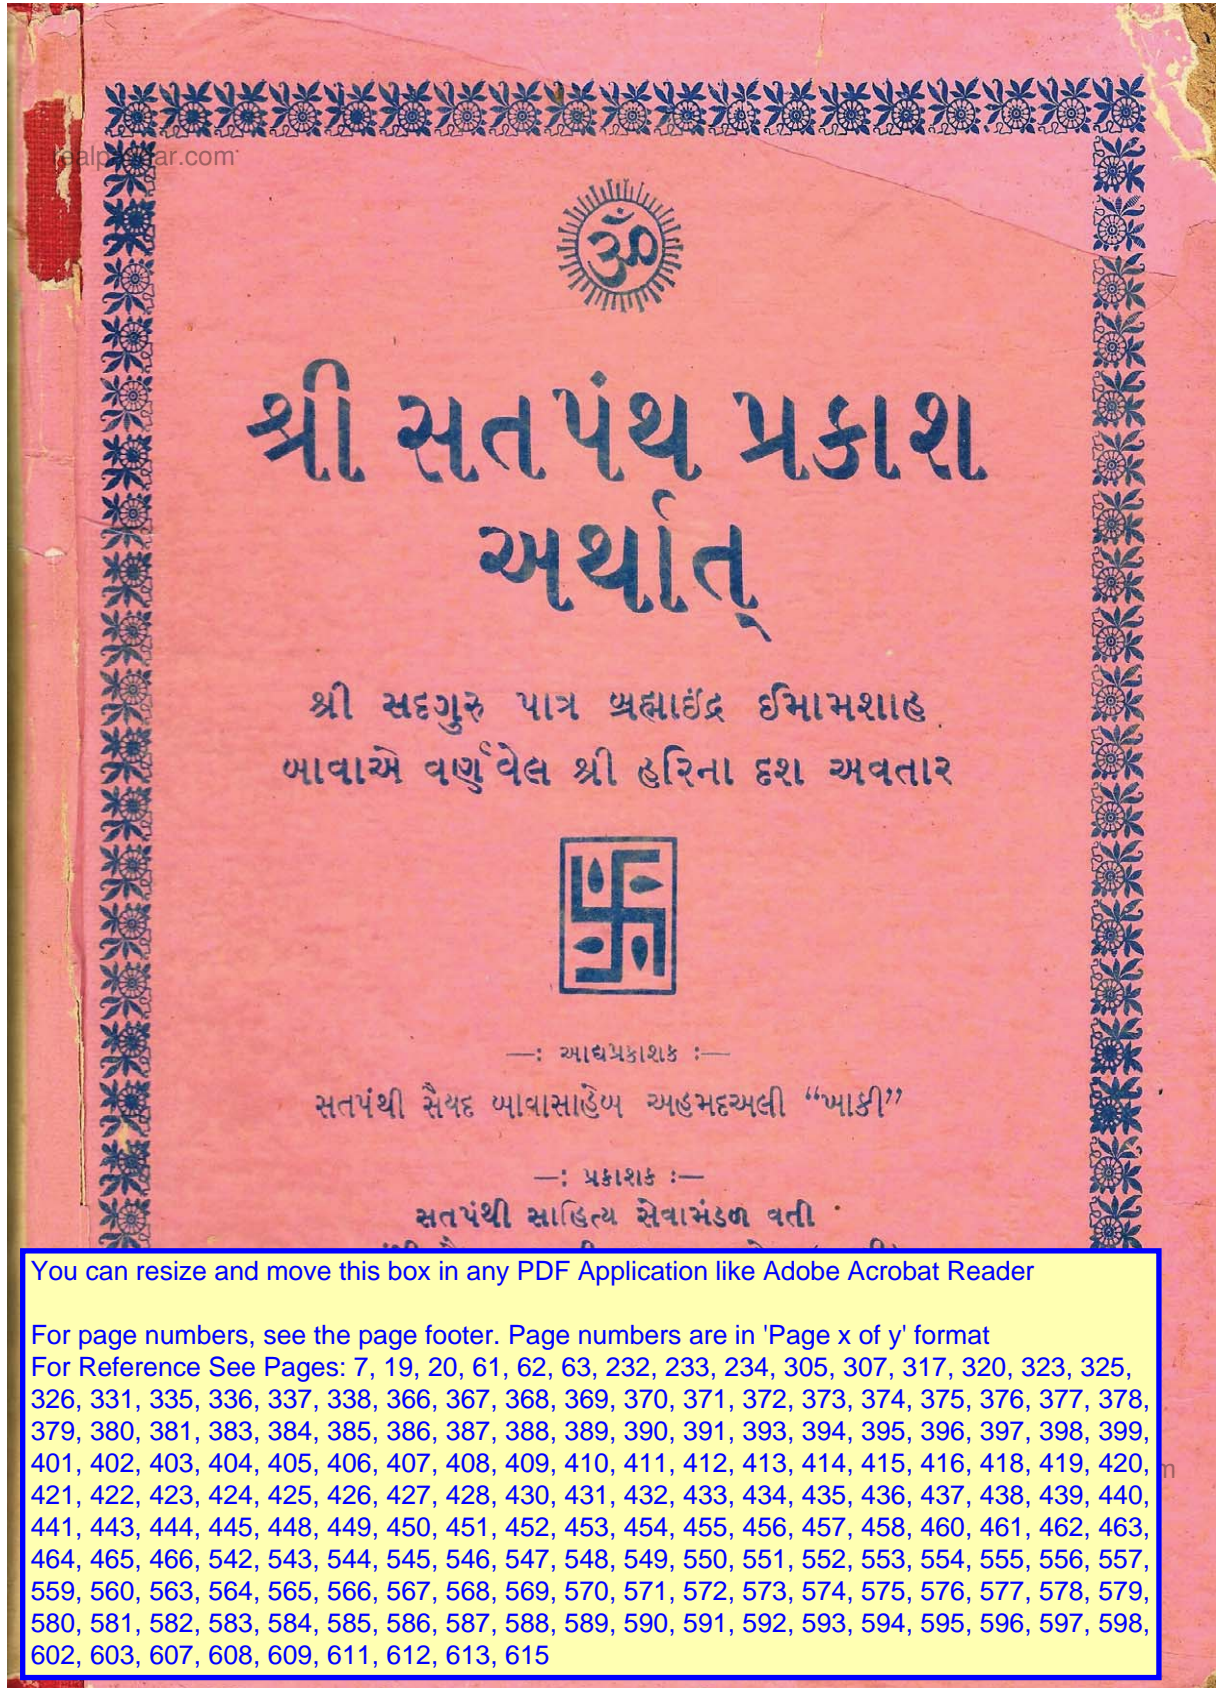 realpatidar.com
ॐ
શ્રી સતપંથ પ્રકાશ
અર્થાત્
શ્રી સદગુરુ પાત્ર બ્રહ્માઇંદ્ર ઈમામશાહ
બાવાએ વર્ણવેલ શ્રી હરિના દશ અવતાર
—: આદ્યપ્રકાશક :—
સતપંથી સૈયદ બાવાસાહેબ અહમદઅલી “ખાકી”
—: પ્રકાશક :—
સતપંથી સાહિત્ય સેવામંડળ વતી
You can resize and move this box in any PDF Application like Adobe Acrobat Reader
For page numbers, see the page footer. Page numbers are in 'Page x of y' format
For Reference See Pages: 7, 19, 20, 61, 62, 63, 232, 233, 234, 305, 307, 317, 320, 323, 325,
326, 331, 335, 336, 337, 338, 366, 367, 368, 369, 370, 371, 372, 373, 374, 375, 376, 377, 378,
379, 380, 381, 383, 384, 385, 386, 387, 388, 389, 390, 391, 393, 394, 395, 396, 397, 398, 399,
401, 402, 403, 404, 405, 406, 407, 408, 409, 410, 411, 412, 413, 414, 415, 416, 418, 419, 420,
421, 422, 423, 424, 425, 426, 427, 428, 430, 431, 432, 433, 434, 435, 436, 437, 438, 439, 440,
441, 443, 444, 445, 448, 449, 450, 451, 452, 453, 454, 455, 456, 457, 458, 460, 461, 462, 463,
464, 465, 466, 542, 543, 544, 545, 546, 547, 548, 549, 550, 551, 552, 553, 554, 555, 556, 557,
559, 560, 563, 564, 565, 566, 567, 568, 569, 570, 571, 572, 573, 574, 575, 576, 577, 578, 579,
580, 581, 582, 583, 584, 585, 586, 587, 588, 589, 590, 591, 592, 593, 594, 595, 596, 597, 598,
602, 603, 607, 608, 609, 611, 612, 613, 615